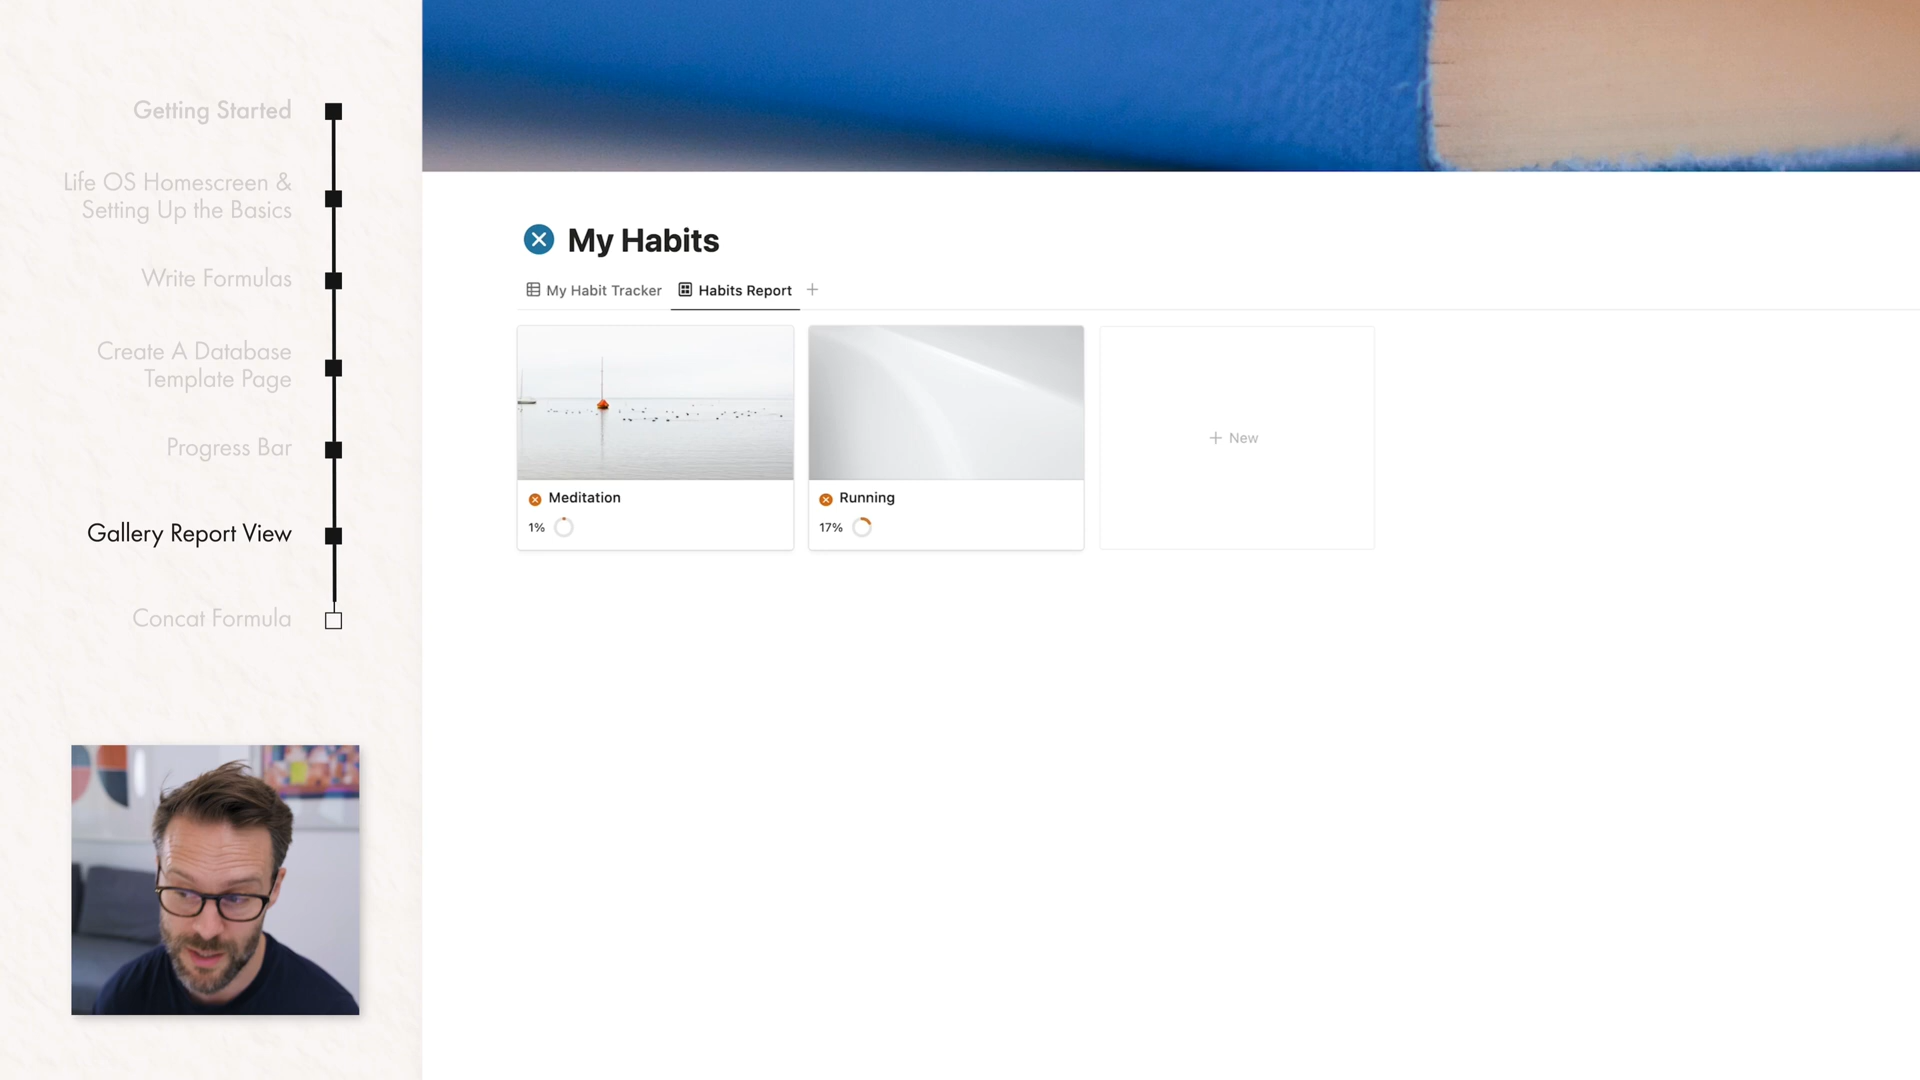 Getting Started
Life OS Homescreen &
Setting Up the Basics
Write Formulas
Create A Database
Template Page
Progress Bar
Gallery Report View
Concat Formula
My Habits
My Habit Tracker
Habits Report
Meditation
1%
Running
17%
New